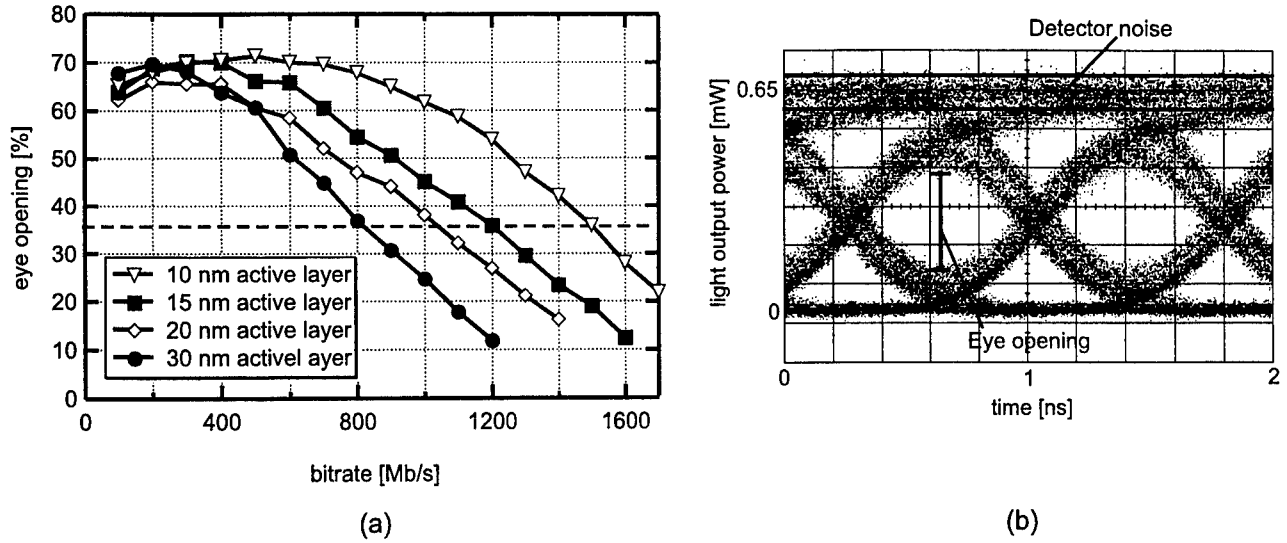 80
70
60
50
40
30
20
10
0
eye opening [%]
10 nm active layer
15 nm active layer
20 nm active layer
30 nm activel ayer
0
400
800
1200
1600
bitrate [Mb/s]
(a)
Detector noise
0.65
0
light output power [mW]
Eye opening
0
1
2
time [ns]
(b)